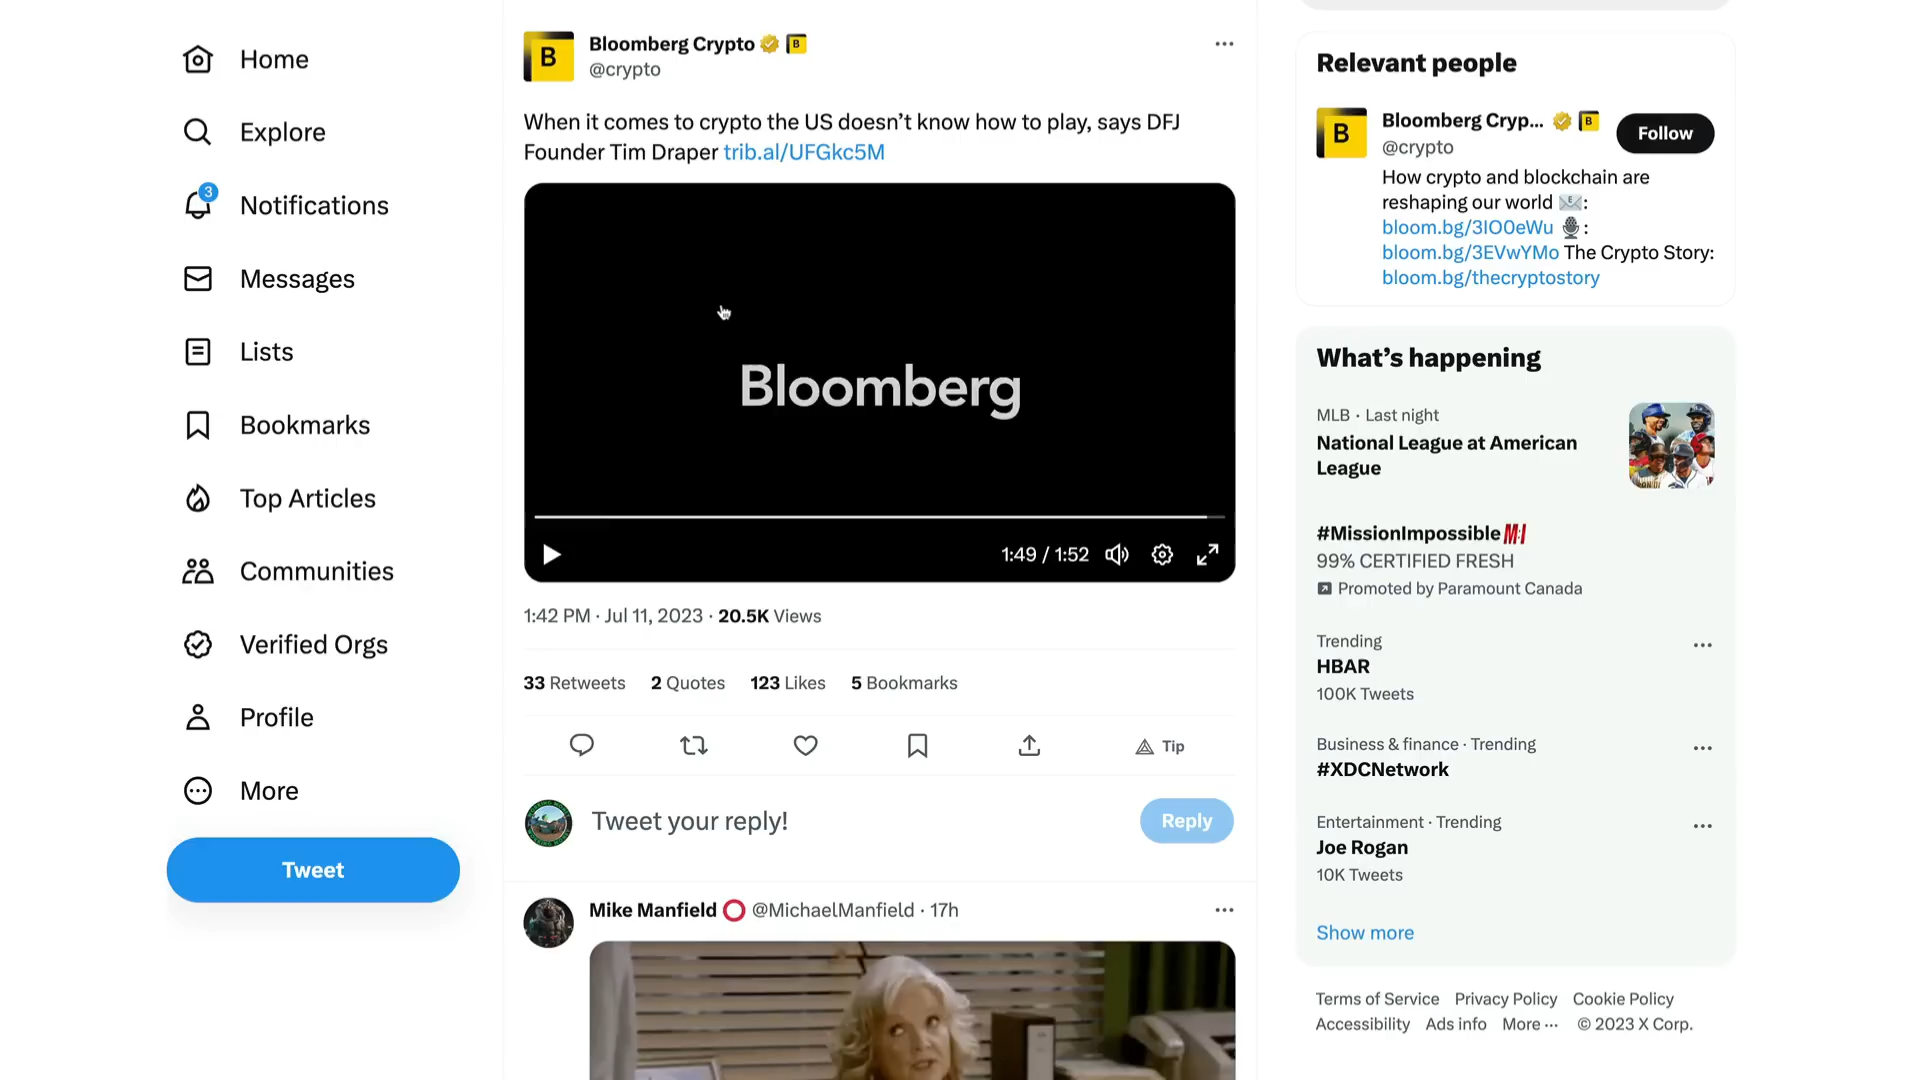 Home
Explore
3
Notifications
Messages
Lists
Bookmarks
Top Articles
Communities
Verified Orgs
Profile
More
Tweet
B
Bloomberg Crypto B
@crypto
When it comes to crypto the US doesn’t know how to play, says DFJ
Founder Tim Draper trib.al/UFGkc5M
Bloomberg
1:49 / 1:52
1:42 PM · Jul 11, 2023 · 20.5K Views
33 Retweets 2 Quotes 123 Likes 5 Bookmarks
Tip
Tweet your reply!
Reply
Mike Manfield @MichaelManfield · 17h
Relevant people
B
Bloomberg Cryp... B
@crypto
Follow
How crypto and blockchain are
reshaping our world :
bloom.bg/3IO0eWu :
bloom.bg/3EVwYMo The Crypto Story:
bloom.bg/thecryptostory
What’s happening
MLB · Last night
National League at American
League
#MissionImpossible M:I
99% CERTIFIED FRESH
Promoted by Paramount Canada
Trending
HBAR
100K Tweets
Business & finance · Trending
#XDCNetwork
Entertainment · Trending
Joe Rogan
10K Tweets
Show more
Terms of Service Privacy Policy Cookie Policy
Accessibility Ads info More ··· © 2023 X Corp.